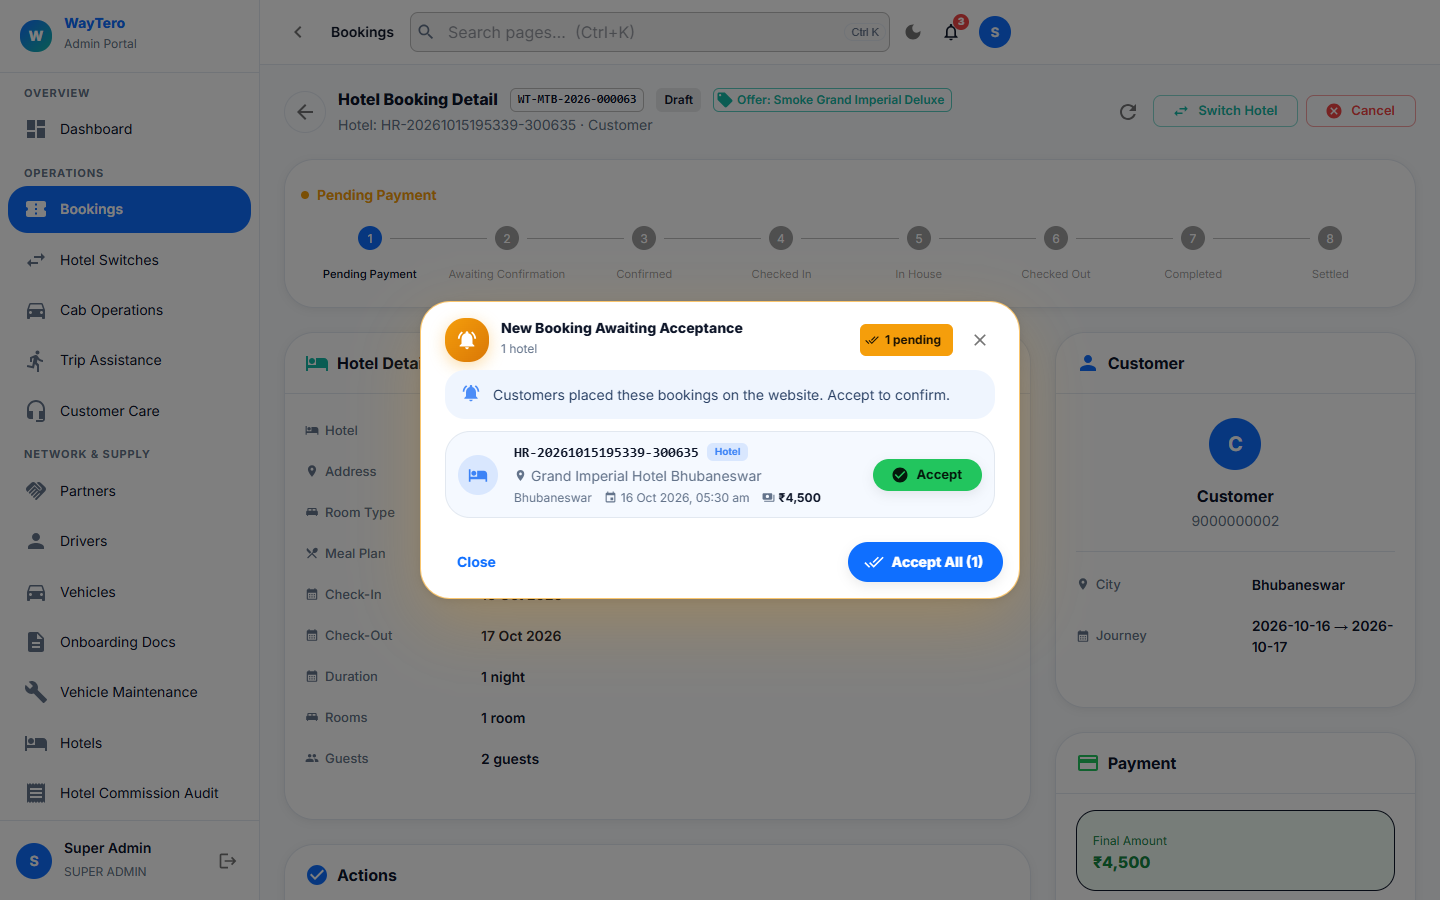 WayTero
Admin Portal
OVERVIEW
Dashboard
OPERATIONS
Bookings
Hotel Switches
Cab Operations
Trip Assistance
Customer Care
NETWORK & SUPPLY
Partners
Drivers
Vehicles
Onboarding Docs
Vehicle Maintenance
Hotels
Hotel Commission Audit
S
Super Admin
SUPER ADMIN
Bookings
Search pages... (Ctrl+K)
Ctrl K
3
S
Hotel Booking Detail
WT-MTB-2026-000063
Draft
Offer: Smoke Grand Imperial Deluxe
Hotel: HR-20261015195339-300635 · Customer
Switch Hotel
Cancel
Pending Payment
1 2 3 4 5 6 7 8
Pending Payment
Awaiting Confirmation
Confirmed
Checked In
In House
Checked Out
Completed
Settled
New Booking Awaiting Acceptance
1 hotel
1 pending
Customers placed these bookings on the website. Accept to confirm.
HR-20261015195339-300635
Hotel
Grand Imperial Hotel Bhubaneswar
Bhubaneswar
16 Oct 2026, 05:30 am
₹4,500
Accept
Close
Accept All (1)
Hotel
Address
Room Type
Meal Plan
Check-In
Check-Out
17 Oct 2026
Duration
1 night
Rooms
1 room
Guests
2 guests
Actions
Customer
C
Customer
9000000002
City
Bhubaneswar
Journey
2026-10-16 → 2026-
10-17
Payment
Final Amount
₹4,500